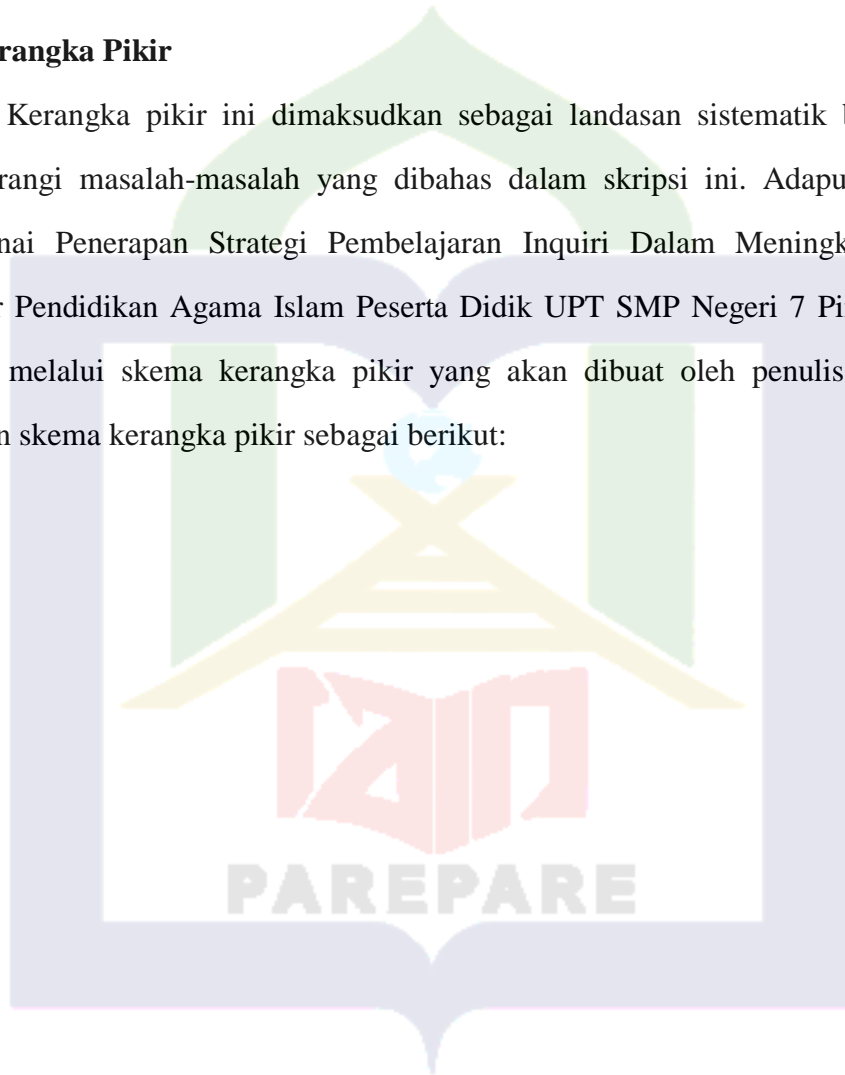 rangka Pikir
Kerangka pikir ini dimaksudkan sebagai landasan sistematik
rangi masalah-masalah yang dibahas dalam skripsi ini. Adapu
nai Penerapan Strategi Pembelajaran Inquiri Dalam Meningk
Pendidikan Agama Islam Peserta Didik UPT SMP Negeri 7 Pi
melalui skema kerangka pikir yang akan dibuat oleh penulis
n skema kerangka pikir sebagai berikut:
iain
PAREPARE